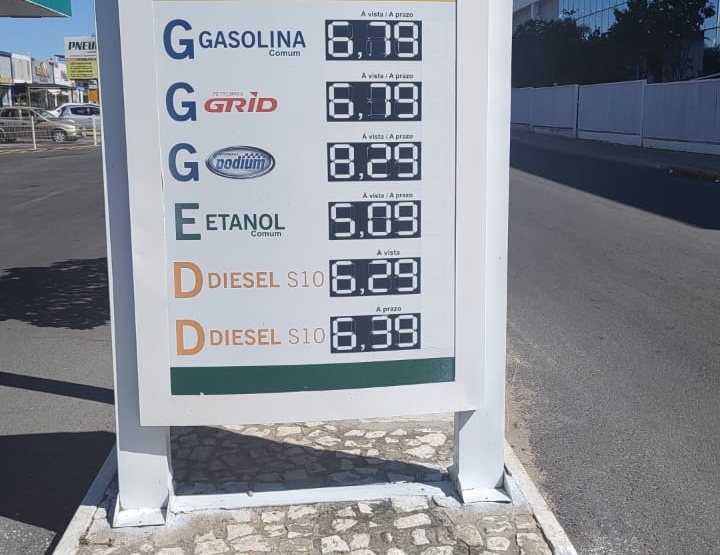 PNEU
À vista / A prazo
G GASOLINA 6,79
Comum
À vista / A prazo
PETROBRAS
G GRID 6,79
À vista / A prazo
G podium 8,29
À vista / A prazo
E ETANOL 5,09
Comum
À vista
D DIESEL S10 6,29
A prazo
D DIESEL S10 6,39